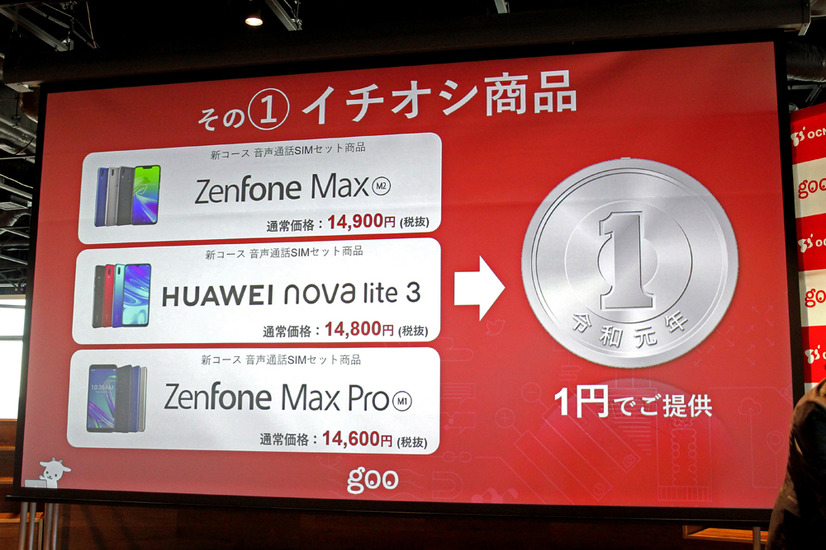 その① イチオシ商品
新コース 音声通話SIMセット商品
Zenfone Max M2
通常価格：14,900円 (税抜)
新コース 音声通話SIMセット商品
HUAWEI nova lite 3
通常価格：14,800円 (税抜)
新コース 音声通話SIMセット商品
Zenfone Max Pro M1
通常価格：14,600円 (税抜)
1
令和元年
1円でご提供
goo
OCN
goo
goo